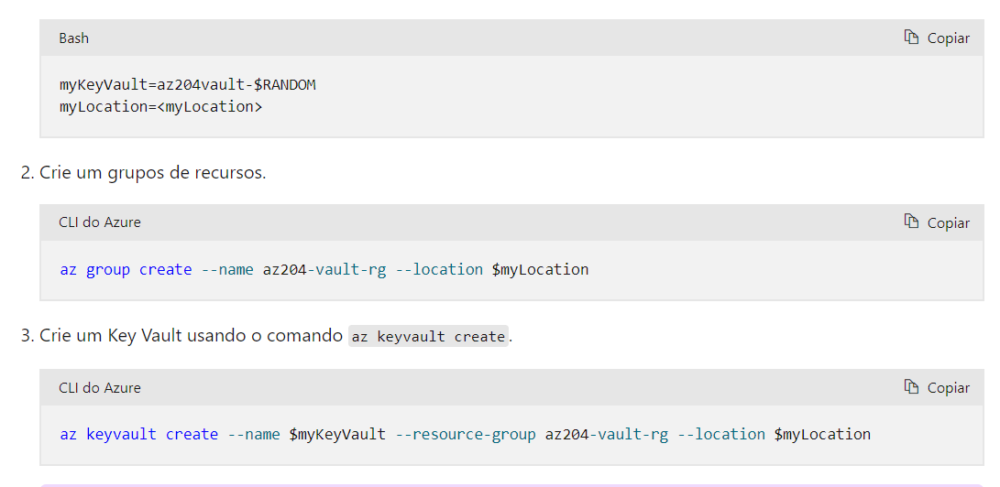 Bash
Copiar
myKeyVault=az204vault-$RANDOM
myLocation=<myLocation>
2. Crie um grupos de recursos.
CLI do Azure
Copiar
az group create --name az204-vault-rg --location $myLocation
3. Crie um Key Vault usando o comando az keyvault create.
CLI do Azure
Copiar
az keyvault create --name $myKeyVault --resource-group az204-vault-rg --location $myLocation